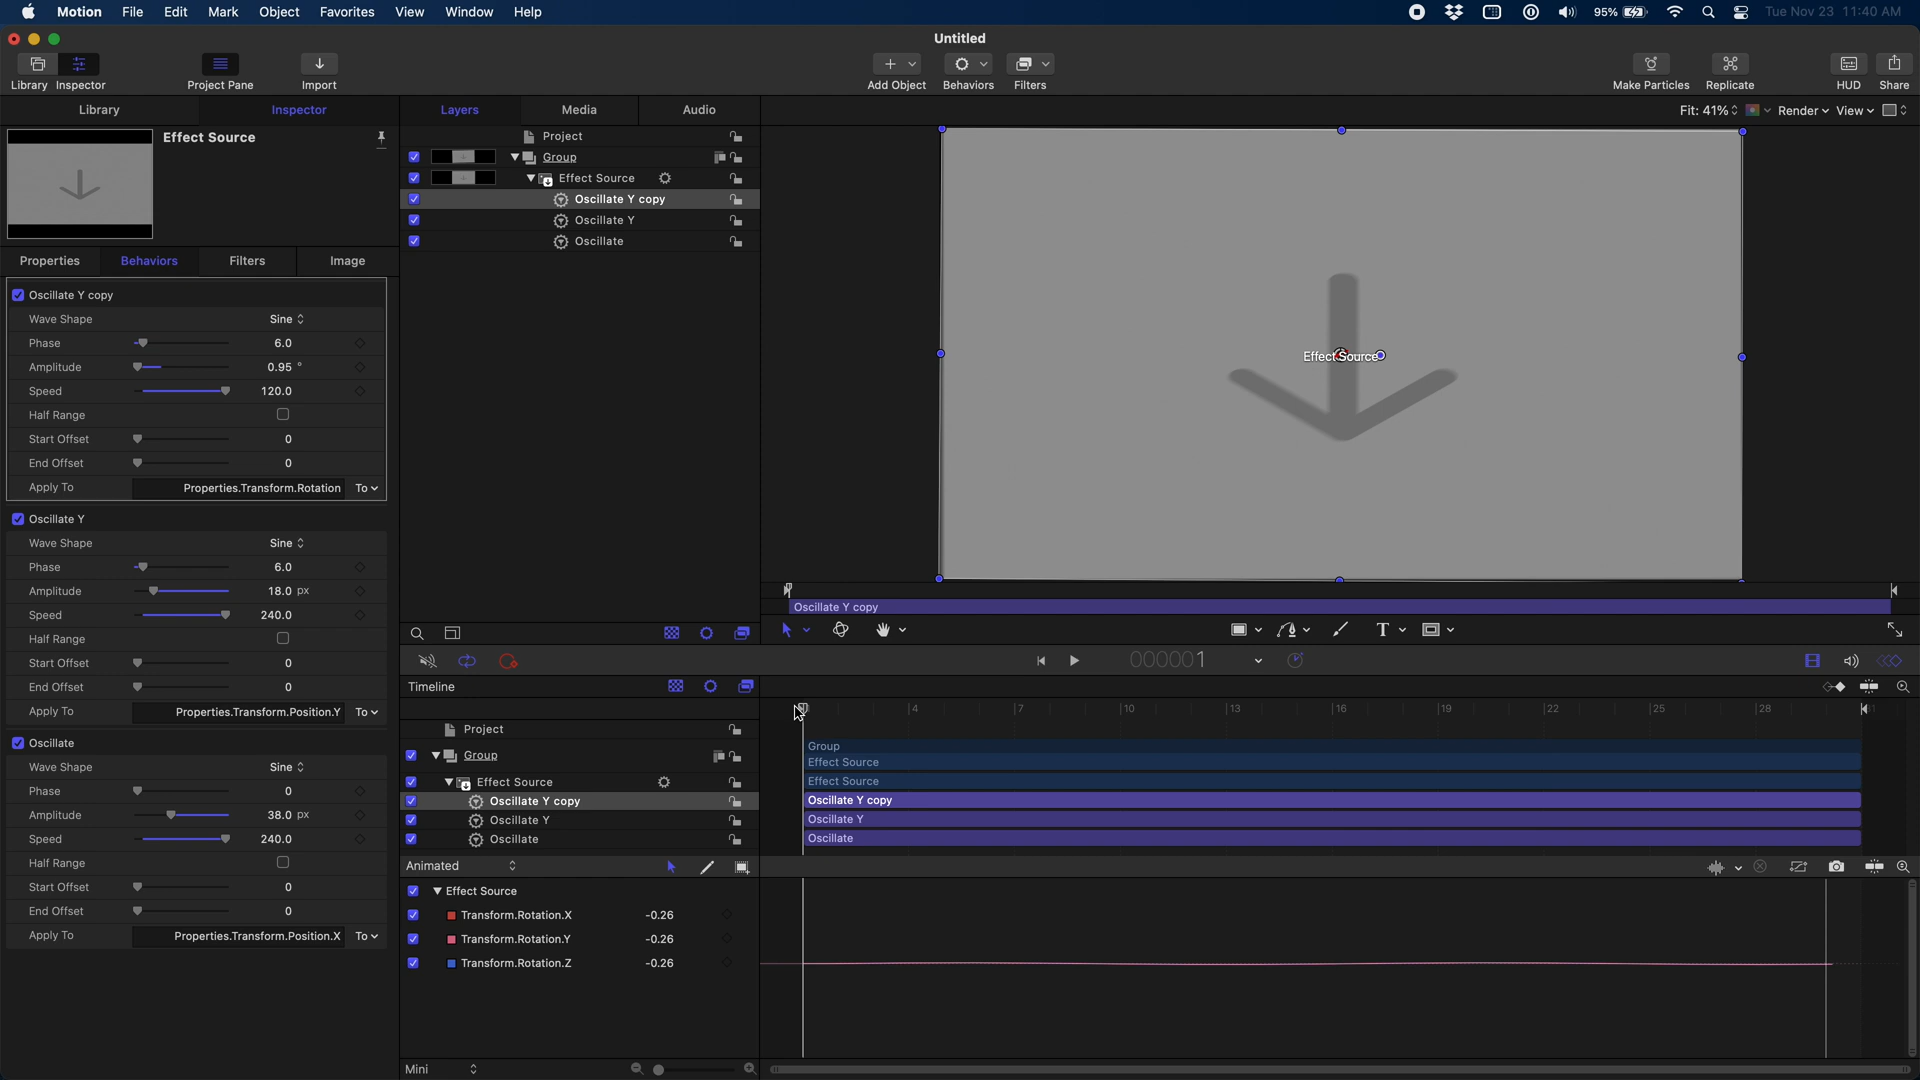 Motion File Edit Mark Object Favorites View Window Help
95% Tue Nov 23 11:40 AM
Untitled
Library Inspector Project Pane Import Add Object Behaviors Filters Make Particles Replicate HUD Share
Library Inspector Layers Media Audio
Fit: 41% Render View
Effect Source
Project
Group
Effect Source
Oscillate Y copy
Oscillate Y
Oscillate
Properties Behaviors Filters Image
Oscillate Y copy
Wave Shape Sine
Phase 6.0
Amplitude 0.95 °
Speed 120.0
Half Range
Start Offset 0
End Offset 0
Apply To Properties.Transform.Rotation To
Oscillate Y
Wave Shape Sine
Phase 6.0
Amplitude 18.0 px
Speed 240.0
Half Range
Start Offset 0
End Offset 0
Apply To Properties.Transform.Position.Y To
Oscillate
Wave Shape Sine
Phase 0
Amplitude 38.0 px
Speed 240.0
Half Range
Start Offset 0
End Offset 0
Apply To Properties.Transform.Position.X To
Effect Source
Oscillate Y copy
T
000001
Timeline
4 7 10 13 16 19 22 25 28
Project
Group
Effect Source
Oscillate Y copy
Oscillate Y
Oscillate
Group
Effect Source
Effect Source
Oscillate Y copy
Oscillate Y
Oscillate
Animated
Effect Source
Transform.Rotation.X -0.26
Transform.Rotation.Y -0.26
Transform.Rotation.Z -0.26
Mini